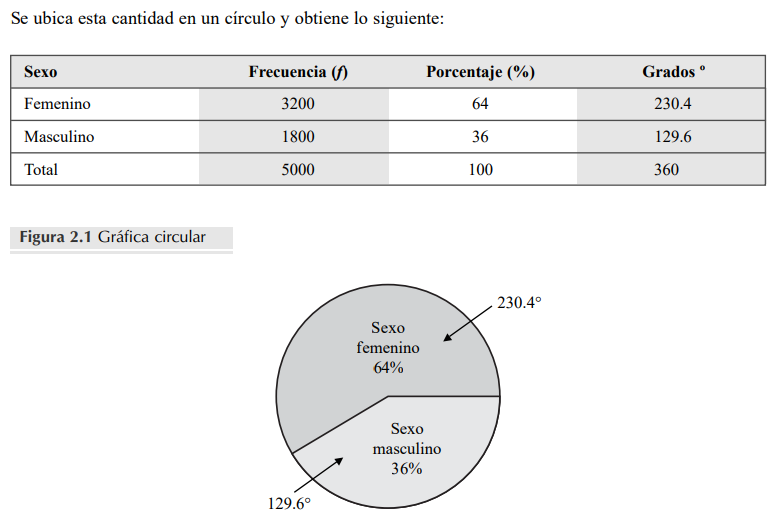 Se ubica esta cantidad en un círculo y obtiene lo siguiente:
Sexo Frecuencia (f) Porcentaje (%) Grados º
Femenino 3200 64 230.4
Masculino 1800 36 129.6
Total 5000 100 360
Figura 2.1 Gráfica circular
230.4°
Sexo
femenino
64%
Sexo
masculino
36%
129.6°